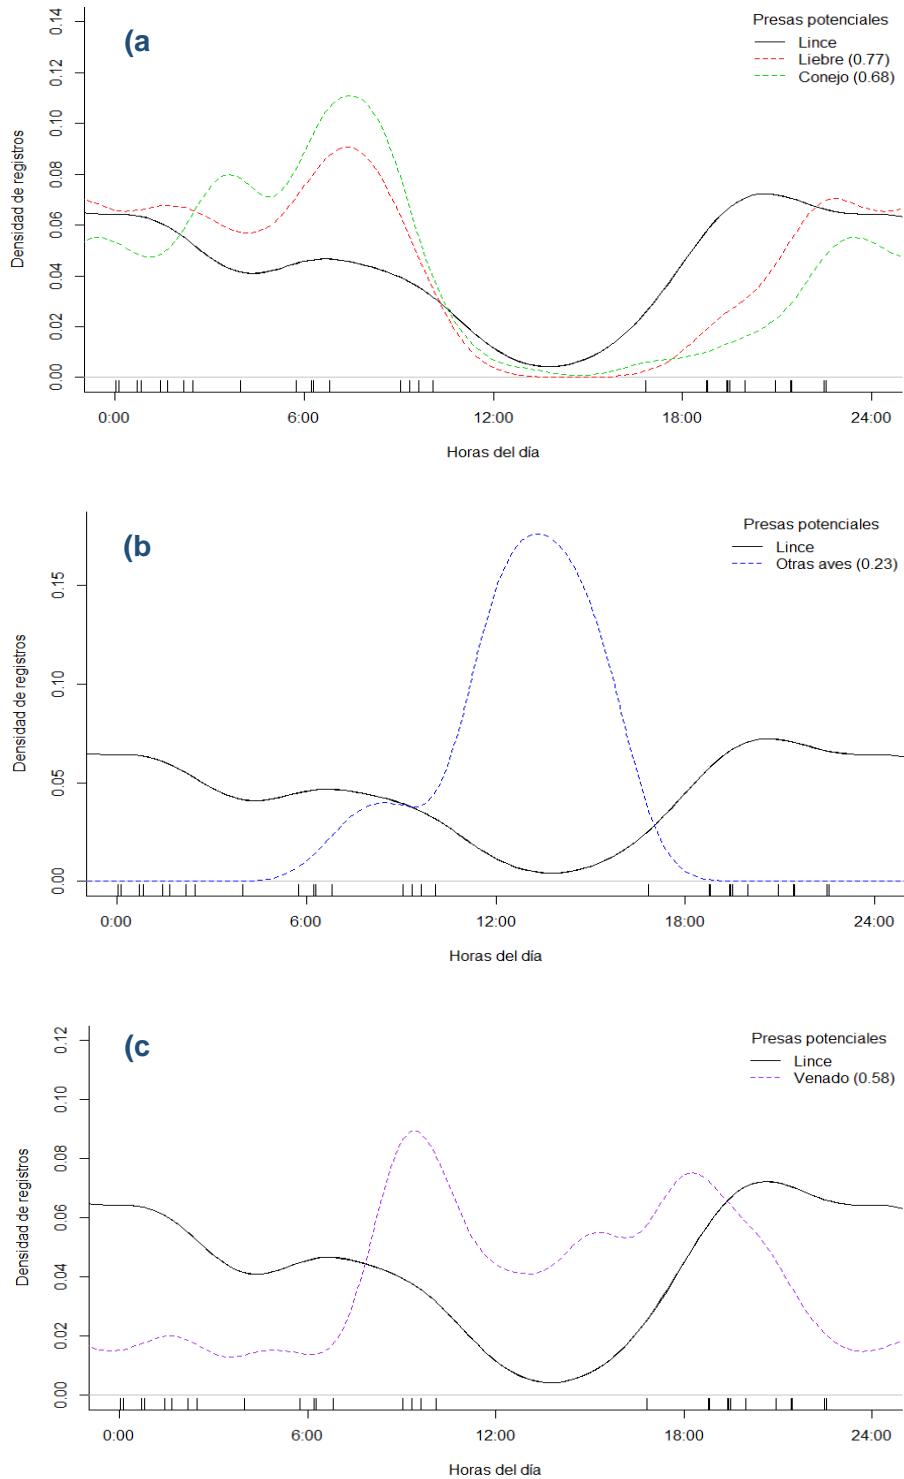 (a
Presas potenciales
Lince
Liebre (0.77)
Conejo (0.68)
Densidad de registros
0.14
0.12
0.10
0.08
0.06
0.04
0.02
0.00
0:00 6:00 12:00 18:00 24:00
Horas del día
(b
Presas potenciales
Lince
Otras aves (0.23)
Densidad de registros
0.15
0.10
0.05
0.00
0:00 6:00 12:00 18:00 24:00
Horas del día
(c
Presas potenciales
Lince
Venado (0.58)
Densidad de registros
0.12
0.10
0.08
0.06
0.04
0.02
0.00
0:00 6:00 12:00 18:00 24:00
Horas del día